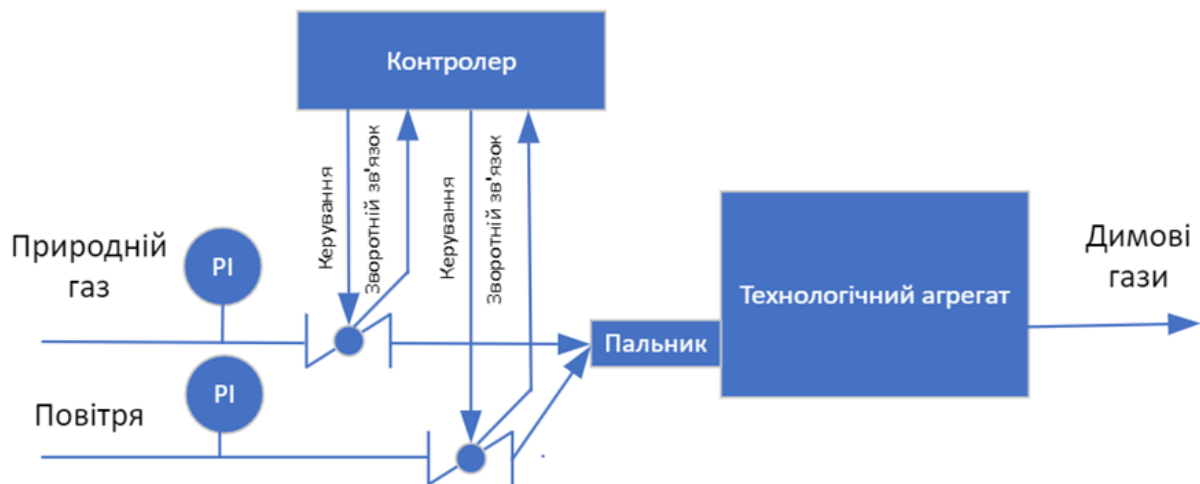 Контролер
Керування
Зворотній зв'язок
Керування
Зворотній зв'язок
Природній
газ
PI
Повітря
PI
Пальник
Технологічний агрегат
Димові
гази